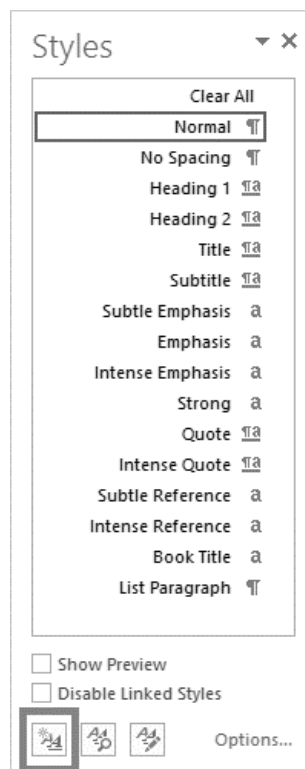 Styles
Clear All
Normal ¶
No Spacing ¶
Heading 1 ¶a
Heading 2 ¶a
Title ¶a
Subtitle ¶a
Subtle Emphasis a
Emphasis a
Intense Emphasis a
Strong a
Quote ¶a
Intense Quote ¶a
Subtle Reference a
Intense Reference a
Book Title a
List Paragraph ¶
Show Preview
Disable Linked Styles
Options...